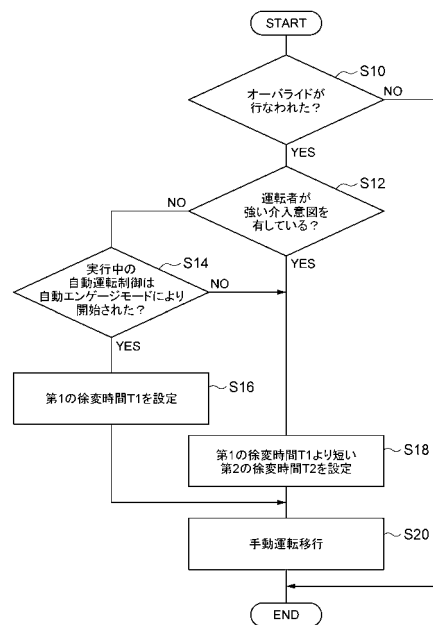 START
S10
オーバライドが
行なわれた？
NO
YES
S12
運転者が
強い介入意図を
有している？
NO
YES
S14
実行中の
自動運転制御は
自動エンゲージモードにより
開始された？
NO
YES
S16
第1の徐変時間T1を設定
S18
第1の徐変時間T1より短い
第2の徐変時間T2を設定
S20
手動運転移行
END